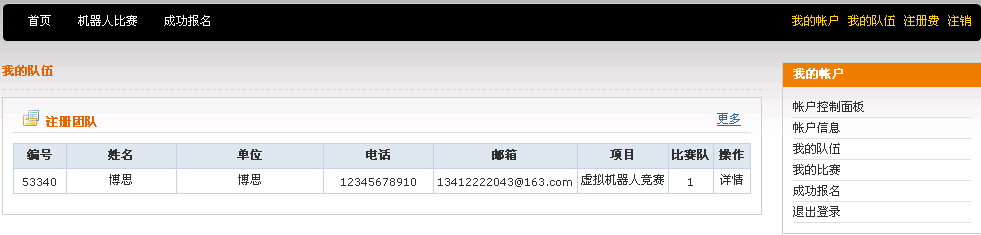 首页 机器人比赛 成功报名 我的帐户 我的队伍 注册费 注销
我的队伍
注册团队 更多
编号 姓名 单位 电话 邮箱 项目 比赛队 操作
53340 博思 博思 12345678910 13412222043@163.com 虚拟机器人竞赛 1 详情
我的帐户
帐户控制面板
帐户信息
我的队伍
我的比赛
成功报名
退出登录